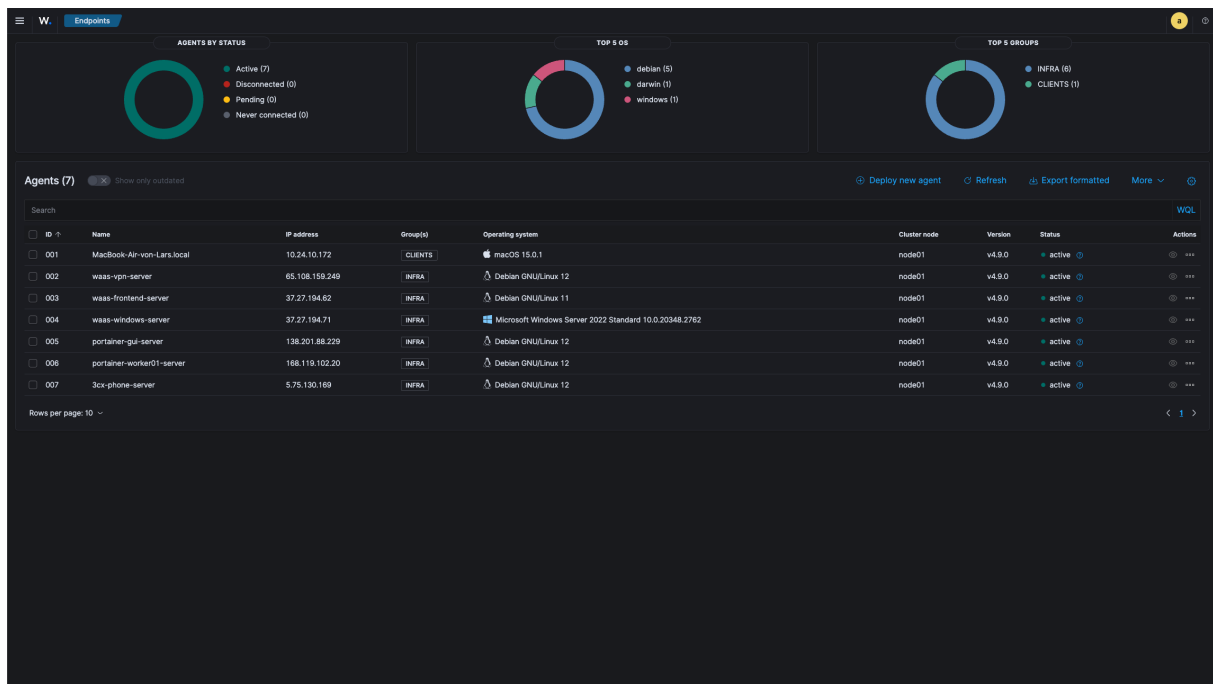 W. Endpoints a
AGENTS BY STATUS
Active (7)
Disconnected (0)
Pending (0)
Never connected (0)
TOP 5 OS
debian (5)
darwin (1)
windows (1)
TOP 5 GROUPS
INFRA (6)
CLIENTS (1)
Agents (7) Show only outdated Deploy new agent Refresh Export formatted More
Search WQL
ID Name IP address Group(s) Operating system Cluster node Version Status Actions
001 MacBook-Air-von-Lars.local 10.24.10.172 CLIENTS macOS 15.0.1 node01 v4.9.0 active
002 waas-vpn-server 65.108.159.249 INFRA Debian GNU/Linux 12 node01 v4.9.0 active
003 waas-frontend-server 37.27.194.62 INFRA Debian GNU/Linux 11 node01 v4.9.0 active
004 waas-windows-server 37.27.194.71 INFRA Microsoft Windows Server 2022 Standard 10.0.20348.2762 node01 v4.9.0 active
005 portainer-gui-server 138.201.88.229 INFRA Debian GNU/Linux 12 node01 v4.9.0 active
006 portainer-worker01-server 168.119.102.20 INFRA Debian GNU/Linux 12 node01 v4.9.0 active
007 3cx-phone-server 5.75.130.169 INFRA Debian GNU/Linux 12 node01 v4.9.0 active
Rows per page: 10 1